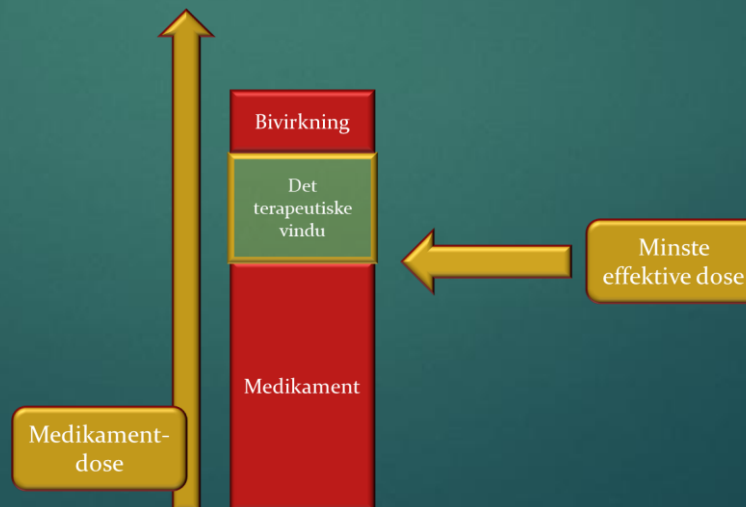 Bivirkning
Det
terapeutiske
vindu
Minste
effektive dose
Medikament
Medikament-
dose